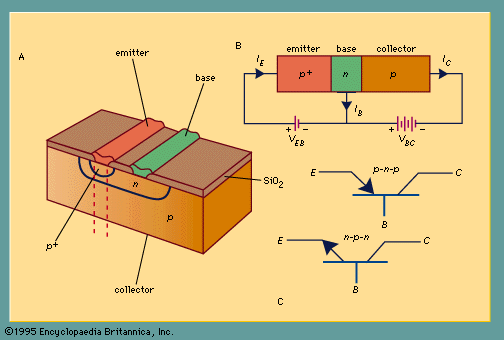 A
emitter
base
SiO2
n
p
p+
collector
B
emitter base collector
IE
p+ n p
IC
IB
+ −
VEB
+ −
VBC
E
p-n-p
C
B
E
n-p-n
C
B
C
©1995 Encyclopaedia Britannica, Inc.